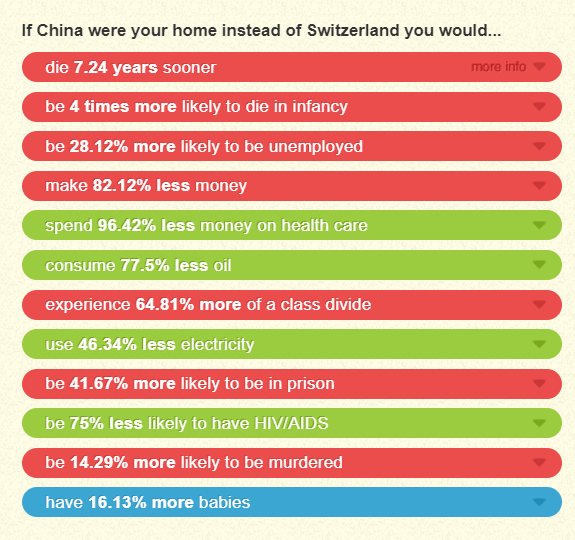 If China were your home instead of Switzerland you would...
die 7.24 years sooner more info
be 4 times more likely to die in infancy
be 28.12% more likely to be unemployed
make 82.12% less money
spend 96.42% less money on health care
consume 77.5% less oil
experience 64.81% more of a class divide
use 46.34% less electricity
be 41.67% more likely to be in prison
be 75% less likely to have HIV/AIDS
be 14.29% more likely to be murdered
have 16.13% more babies